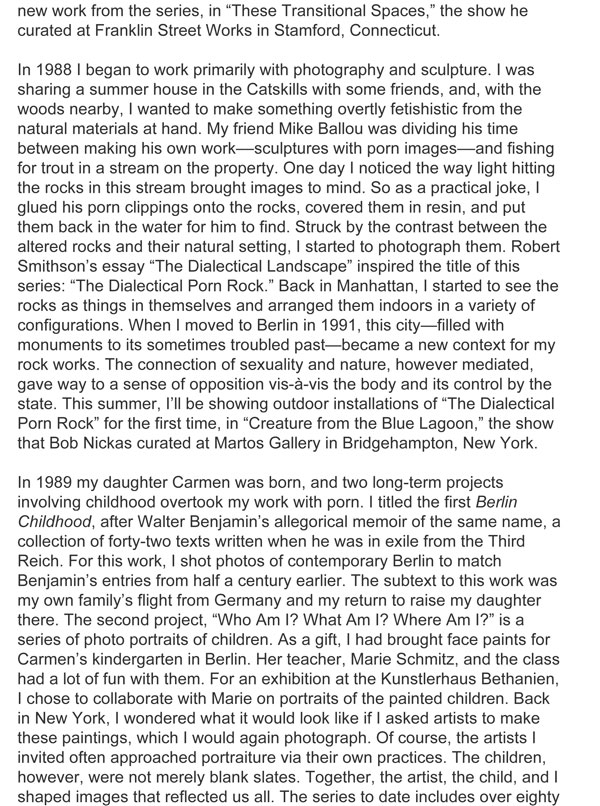 new work from the series, in “These Transitional Spaces,” the show he
curated at Franklin Street Works in Stamford, Connecticut.
In 1988 I began to work primarily with photography and sculpture. I was
sharing a summer house in the Catskills with some friends, and, with the
woods nearby, I wanted to make something overtly fetishistic from the
natural materials at hand. My friend Mike Ballou was dividing his time
between making his own work—sculptures with porn images—and fishing
for trout in a stream on the property. One day I noticed the way light hitting
the rocks in this stream brought images to mind. So as a practical joke, I
glued his porn clippings onto the rocks, covered them in resin, and put
them back in the water for him to find. Struck by the contrast between the
altered rocks and their natural setting, I started to photograph them. Robert
Smithson’s essay “The Dialectical Landscape” inspired the title of this
series: “The Dialectical Porn Rock.” Back in Manhattan, I started to see the
rocks as things in themselves and arranged them indoors in a variety of
configurations. When I moved to Berlin in 1991, this city—filled with
monuments to its sometimes troubled past—became a new context for my
rock works. The connection of sexuality and nature, however mediated,
gave way to a sense of opposition vis-à-vis the body and its control by the
state. This summer, I’ll be showing outdoor installations of “The Dialectical
Porn Rock” for the first time, in “Creature from the Blue Lagoon,” the show
that Bob Nickas curated at Martos Gallery in Bridgehampton, New York.
In 1989 my daughter Carmen was born, and two long-term projects
involving childhood overtook my work with porn. I titled the first Berlin
Childhood, after Walter Benjamin’s allegorical memoir of the same name, a
collection of forty-two texts written when he was in exile from the Third
Reich. For this work, I shot photos of contemporary Berlin to match
Benjamin’s entries from half a century earlier. The subtext to this work was
my own family’s flight from Germany and my return to raise my daughter
there. The second project, “Who Am I? What Am I? Where Am I?” is a
series of photo portraits of children. As a gift, I had brought face paints for
Carmen’s kindergarten in Berlin. Her teacher, Marie Schmitz, and the class
had a lot of fun with them. For an exhibition at the Kunstlerhaus Bethanien,
I chose to collaborate with Marie on portraits of the painted children. Back
in New York, I wondered what it would look like if I asked artists to make
these paintings, which I would again photograph. Of course, the artists I
invited often approached portraiture via their own practices. The children,
however, were not merely blank slates. Together, the artist, the child, and I
shaped images that reflected us all. The series to date includes over eighty